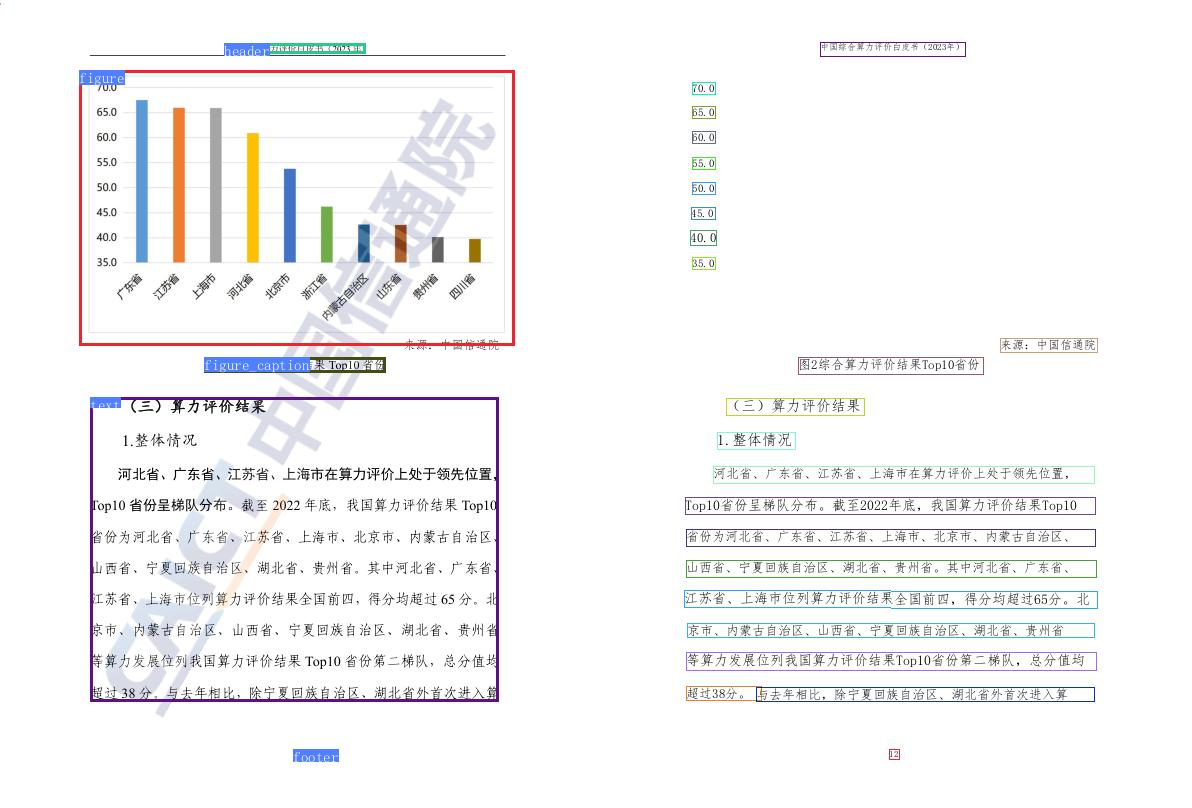 header
figure
70.0
65.0
60.0
55.0
50.0
45.0
40.0
35.0
广东省
江苏省
上海市
河北省
北京市
浙江省
内蒙古自治区
山东省
贵州省
四川省
来源：中国信通院
figure_caption 果 Top10 省份
text （三）算力评价结果
1.整体情况
河北省、广东省、江苏省、上海市在算力评价上处于领先位置，
Top10 省份呈梯队分布。截至 2022 年底，我国算力评价结果 Top10
省份为河北省、广东省、江苏省、上海市、北京市、内蒙古自治区、
山西省、宁夏回族自治区、湖北省、贵州省。其中河北省、广东省、
江苏省、上海市位列算力评价结果全国前四，得分均超过 65 分。北
京市、内蒙古自治区、山西省、宁夏回族自治区、湖北省、贵州省
等算力发展位列我国算力评价结果 Top10 省份第二梯队，总分值均
超过 38 分。与去年相比，除宁夏回族自治区、湖北省外首次进入算
footer
CAICT 中国信通院
中国综合算力评价白皮书（2023年）
70.0
65.0
60.0
55.0
50.0
45.0
40.0
35.0
来源：中国信通院
图2综合算力评价结果Top10省份
（三）算力评价结果
1.整体情况
河北省、广东省、江苏省、上海市在算力评价上处于领先位置，
Top10省份呈梯队分布。截至2022年底，我国算力评价结果Top10
省份为河北省、广东省、江苏省、上海市、北京市、内蒙古自治区、
山西省、宁夏回族自治区、湖北省、贵州省。其中河北省、广东省、
江苏省、上海市位列算力评价结果全国前四，得分均超过65分。北
京市、内蒙古自治区、山西省、宁夏回族自治区、湖北省、贵州省
等算力发展位列我国算力评价结果Top10省份第二梯队，总分值均
超过38分。 与去年相比，除宁夏回族自治区、湖北省外首次进入算
12